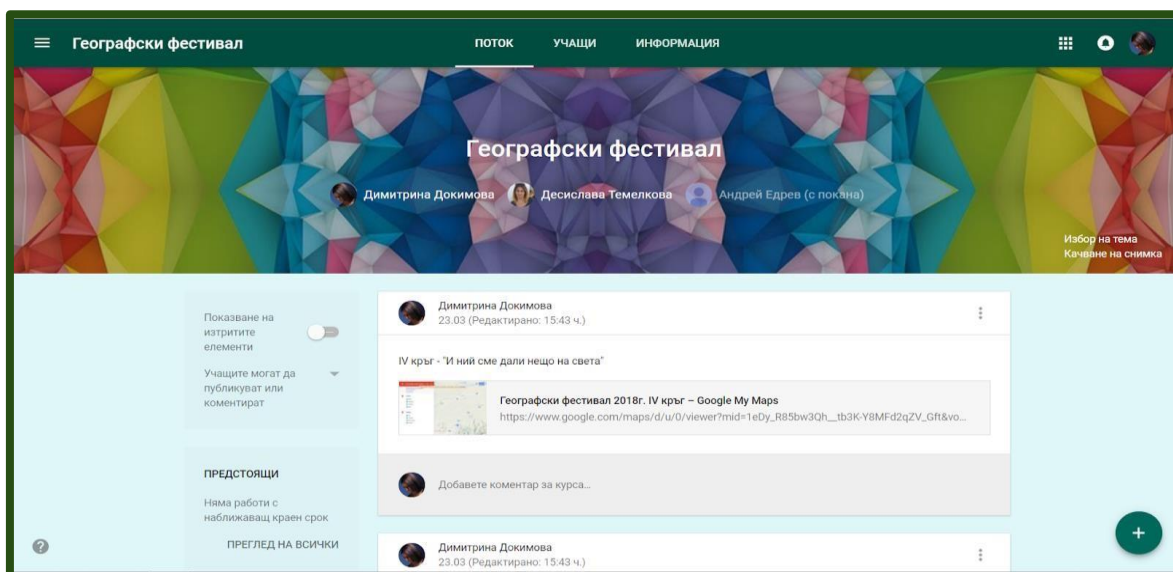 Географски фестивал
ПОТОК
УЧАЩИ
ИНФОРМАЦИЯ
Географски фестивал
Димитрина Докимова
Десислава Темелкова
Андрей Едрев (с покана)
Избор на тема
Качване на снимка
Показване на
изтритите
елементи
Учащите могат да
публикуват или
коментират
ПРЕДСТОЯЩИ
Няма работи с
наближаващ краен срок
ПРЕГЛЕД НА ВСИЧКИ
Димитрина Докимова
23.03 (Редактирано: 15:43 ч.)
IV кръг - "И ний сме дали нещо на света"
Географски фестивал 2018г. IV кръг – Google My Maps
https://www.google.com/maps/d/u/0/viewer?mid=1eDy_R85bw3Qh__tb3K-Y8MFd2qZV_Gft&vo...
Добавете коментар за курса...
Димитрина Докимова
23.03 (Редактирано: 15:43 ч.)